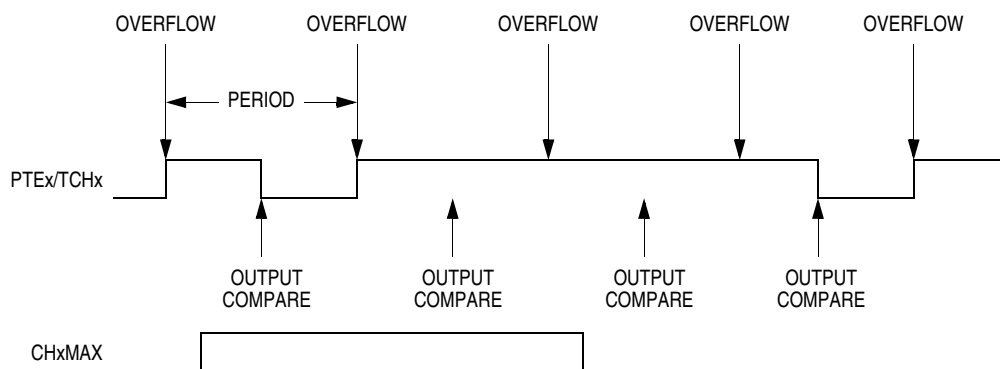 OVERFLOW OVERFLOW OVERFLOW OVERFLOW OVERFLOW
PERIOD
PTEx/TCHx
OUTPUT OUTPUT OUTPUT OUTPUT
COMPARE COMPARE COMPARE COMPARE
CHxMAX